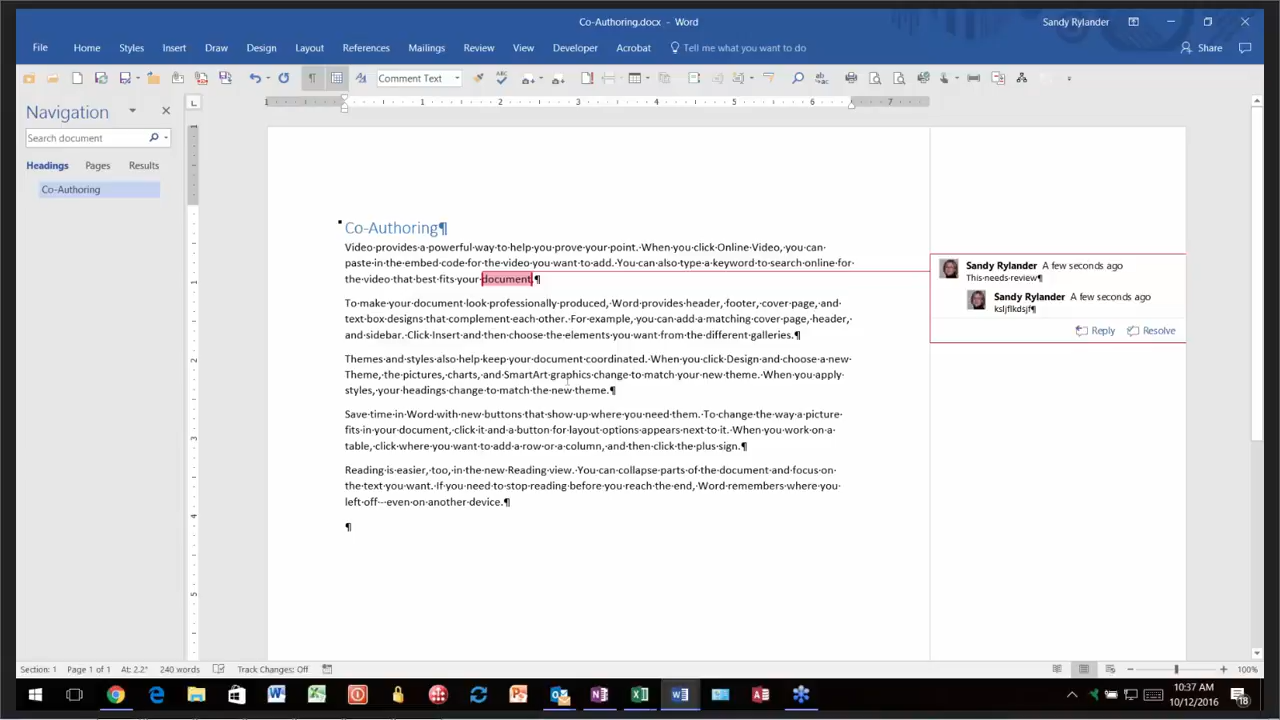 Co-Authoring.docx - Word
Sandy Rylander
File Home Styles Insert Draw Design Layout References Mailings Review View Developer Acrobat Tell me what you want to do Share
Comment Text
Navigation
Search document
Headings Pages Results
Co-Authoring
1 1 2 3 4 5 6 7
1
1
2
3
4
5
Co-Authoring¶
Video·provides·a·powerful·way·to·help·you·prove·your·point.·When·you·click·Online·Video,·you·can·
paste·in·the·embed·code·for·the·video·you·want·to·add.·You·can·also·type·a·keyword·to·search·online·for·
the·video·that·best·fits·your·document.¶
To·make·your·document·look·professionally·produced,·Word·provides·header,·footer,·cover·page,·and·
text·box·designs·that·complement·each·other.·For·example,·you·can·add·a·matching·cover·page,·header,·
and·sidebar.·Click·Insert·and·then·choose·the·elements·you·want·from·the·different·galleries.¶
Themes·and·styles·also·help·keep·your·document·coordinated.·When·you·click·Design·and·choose·a·new·
Theme,·the·pictures,·charts,·and·SmartArt·graphics·change·to·match·your·new·theme.·When·you·apply·
styles,·your·headings·change·to·match·the·new·theme.¶
Save·time·in·Word·with·new·buttons·that·show·up·where·you·need·them.·To·change·the·way·a·picture·
fits·in·your·document,·click·it·and·a·button·for·layout·options·appears·next·to·it.·When·you·work·on·a·
table,·click·where·you·want·to·add·a·row·or·a·column,·and·then·click·the·plus·sign.¶
Reading·is·easier,·too,·in·the·new·Reading·view.·You·can·collapse·parts·of·the·document·and·focus·on·
the·text·you·want.·If·you·need·to·stop·reading·before·you·reach·the·end,·Word·remembers·where·you·
left·off·-·even·on·another·device.¶
¶
Sandy Rylander A few seconds ago
This·needs·review¶
Sandy Rylander A few seconds ago
ksljflkdsjf¶
Reply Resolve
Section: 1 Page 1 of 1 At: 2.2" 240 words Track Changes: Off 100%
10:37 AM
10/12/2016
18